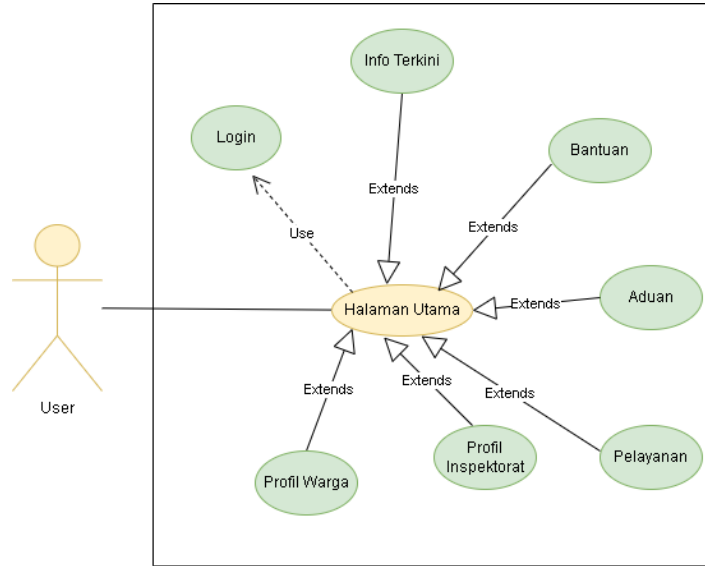 Info Terkini
Login
Bantuan
Extends
Extends
Use
Halaman Utama
Extends
Aduan
User
Extends
Extends
Extends
Profil Warga
Profil
Inspektorat
Pelayanan